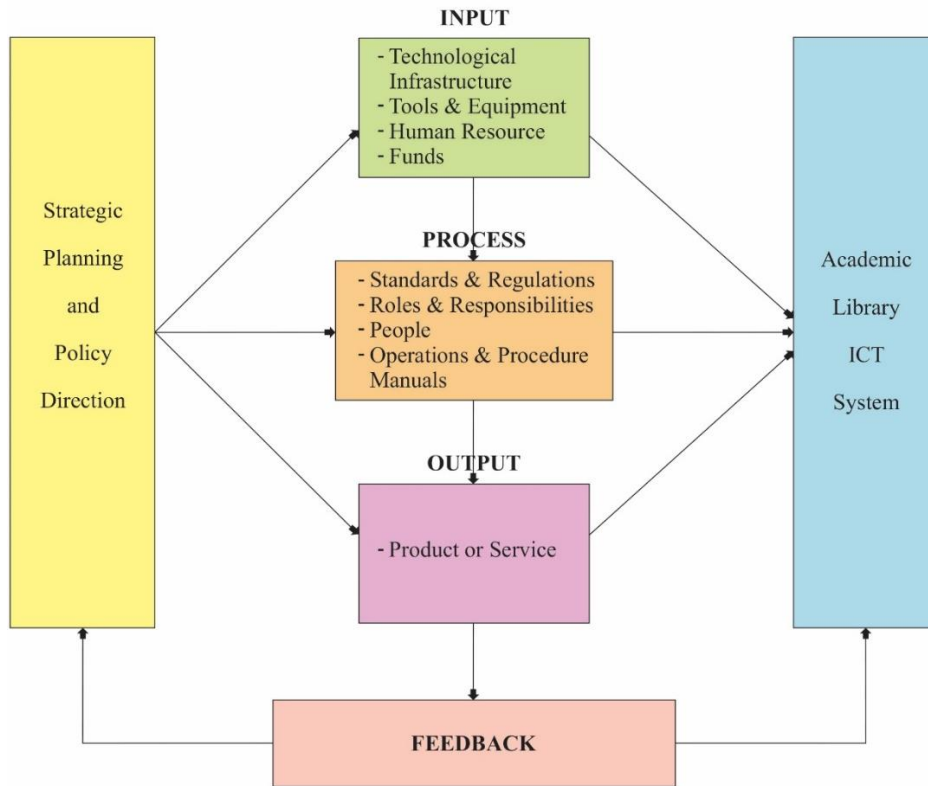 INPUT
- Technological
Infrastructure
- Tools & Equipment
- Human Resource
- Funds
Strategic
Planning
and
Policy
Direction
PROCESS
- Standards & Regulations
- Roles & Responsibilities
- People
- Operations & Procedure
Manuals
OUTPUT
- Product or Service
Academic
Library
ICT
System
FEEDBACK